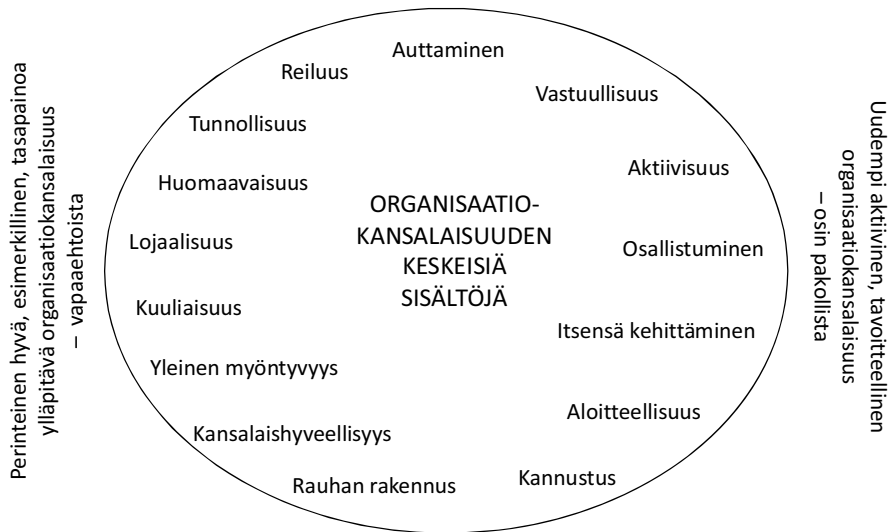 Perinteinen hyvä, esimerkillinen, tasapainoa
ylläpitävä organisaatiokansalaisuus
– vapaaehtoista
Auttaminen
Reiluus
Tunnollisuus
Huomaavaisuus
Lojaalisuus
Kuuliaisuus
Yleinen myöntyvyys
Kansalaishyveellisyys
Rauhan rakennus
ORGANISAATIO-
KANSALAISUUDEN
KESKEISIÄ
SISÄLTÖJÄ
Vastuullisuus
Aktiivisuus
Osallistuminen
Itsensä kehittäminen
Aloitteellisuus
Kannustus
Uudempi aktiivinen, tavoitteellinen
organisaatiokansalaisuus
– osin pakollista